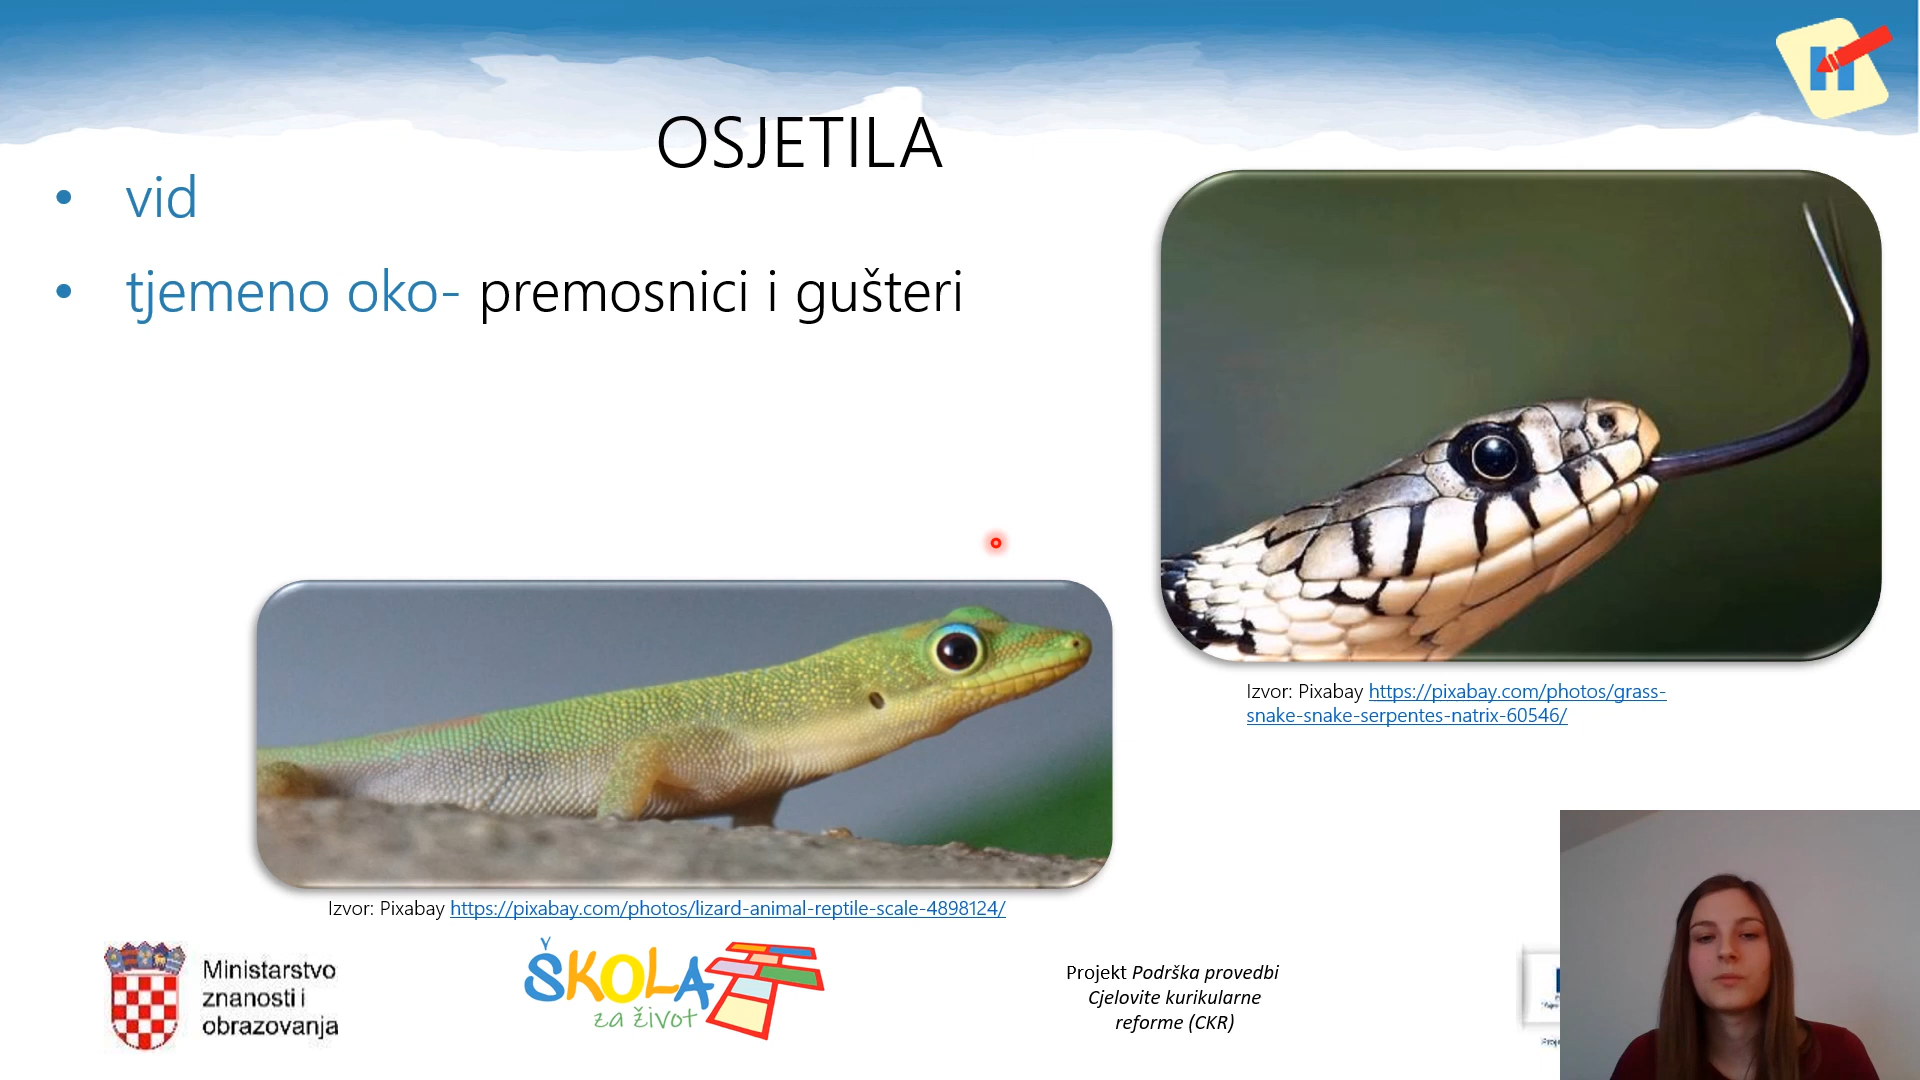 OSJETILA
• vid
• tjemeno oko- premosnici i gušteri
Izvor: Pixabay https://pixabay.com/photos/grass-
snake-snake-serpentes-natrix-60546/
Izvor: Pixabay https://pixabay.com/photos/lizard-animal-reptile-scale-4898124/
Ministarstvo
znanosti i
obrazovanja
ŠKOLA
za život
Projekt Podrška provedbi
Cjelovite kurikularne
reforme (CKR)